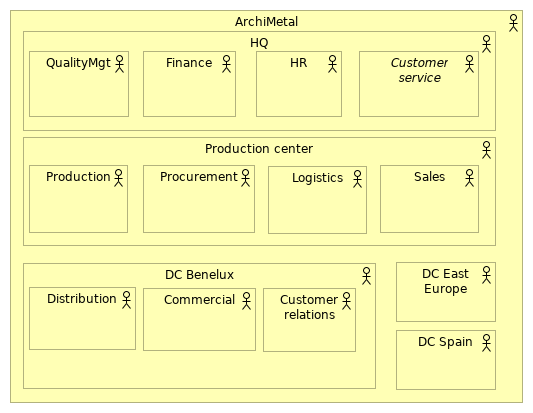 ArchiMetal
HQ
QualityMgt
Finance
HR
Customer
service
Production center
Production
Procurement
Logistics
Sales
DC Benelux
Distribution
Commercial
Customer
relations
DC East
Europe
DC Spain